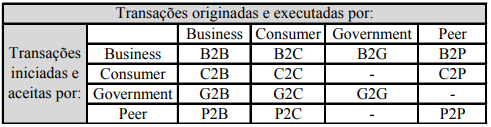 Transações originadas e executadas por:
Transações iniciadas e aceitas por:
Business Consumer Government Peer
Business B2B B2C B2G B2P
Consumer C2B C2C - C2P
Government G2B G2C G2G -
Peer P2B P2C - P2P